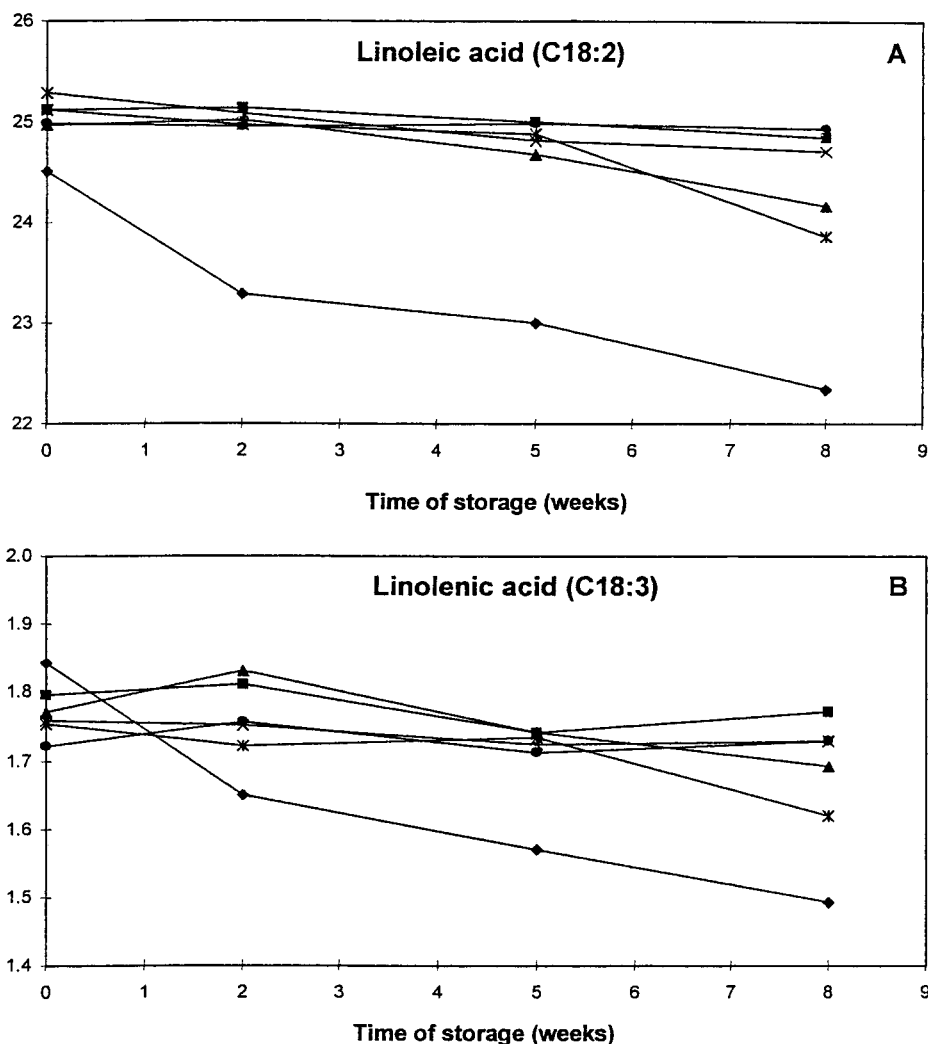 26
Linoleic acid (C18:2)
A
25
24
23
22
0 1 2 3 4 5 6 7 8 9
Time of storage (weeks)
2.0
Linolenic acid (C18:3)
B
1.9
1.8
1.7
1.6
1.5
1.4
0 1 2 3 4 5 6 7 8 9
Time of storage (weeks)